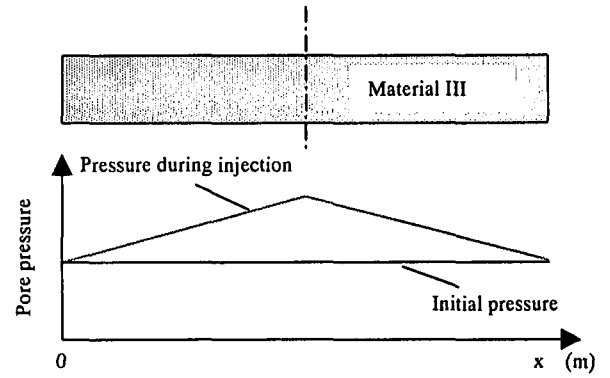 Material III
Pressure during injection
Pore pressure
Initial pressure
0
x (m)